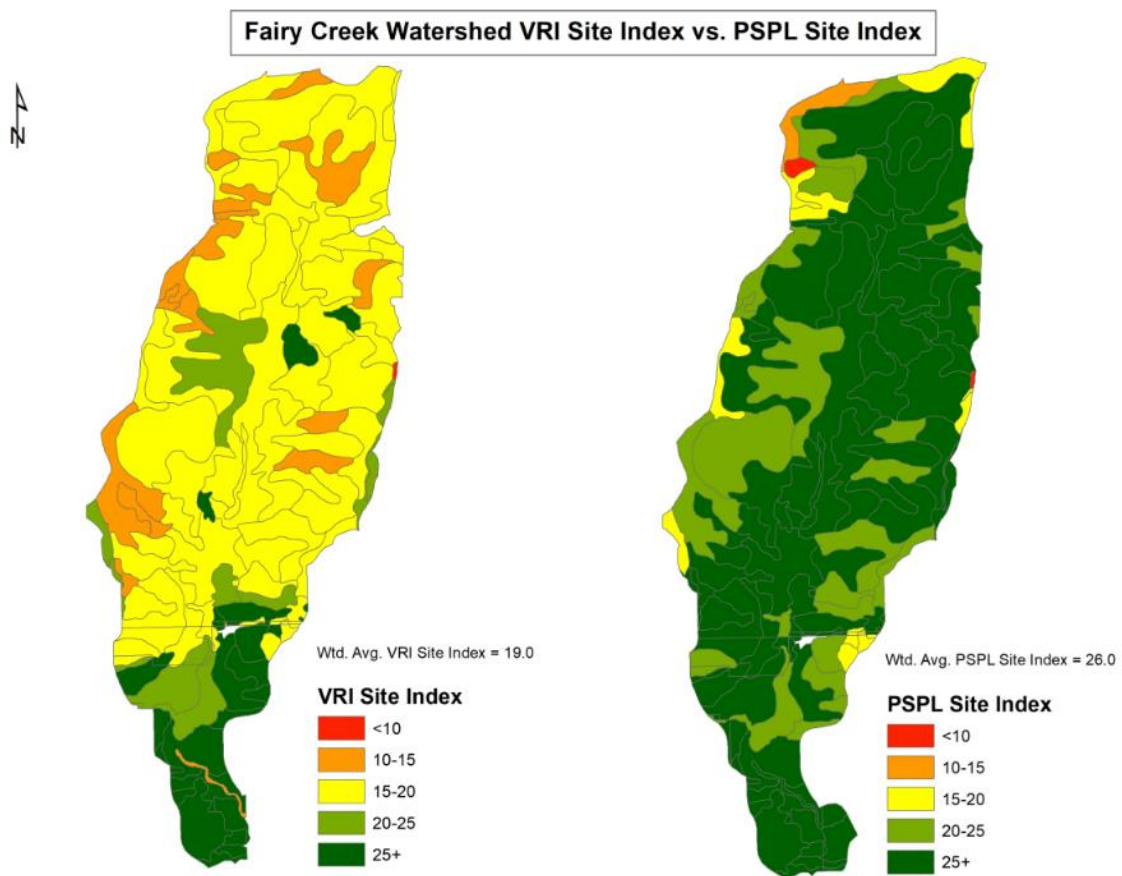 Fairy Creek Watershed VRI Site Index vs. PSPL Site Index
N
Wtd. Avg. VRI Site Index = 19.0
VRI Site Index
<10
10-15
15-20
20-25
25+
Wtd. Avg. PSPL Site Index = 26.0
PSPL Site Index
<10
10-15
15-20
20-25
25+